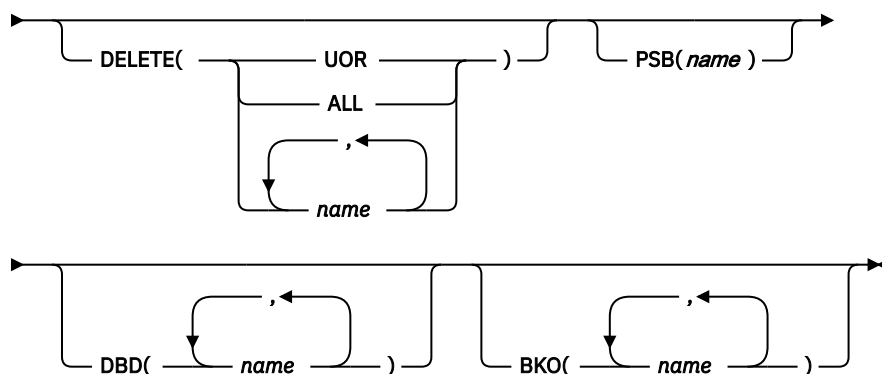 DELETE( UOR ) PSB( name )
ALL
,
name
, ,
DBD( name ) BKO( name )